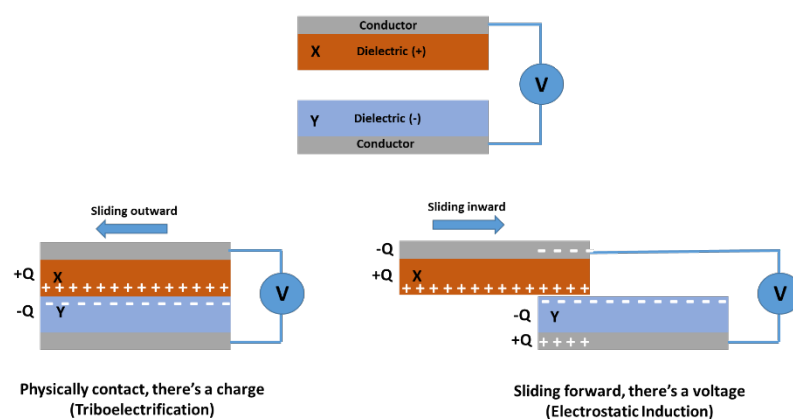 Conductor
X Dielectric (+)
V
Y Dielectric (-)
Conductor
Sliding outward
+Q X
+ + + + + + + + + + + + +
- - - - - - - - - - - - -
-Q Y
V
Physically contact, there's a charge
(Triboelectrification)
Sliding inward
-Q - - - -
+Q X
+ + + + + + + + + + + + +
- - - - - - - - - - - - -
-Q Y
+Q + + + +
V
Sliding forward, there's a voltage
(Electrostatic Induction)